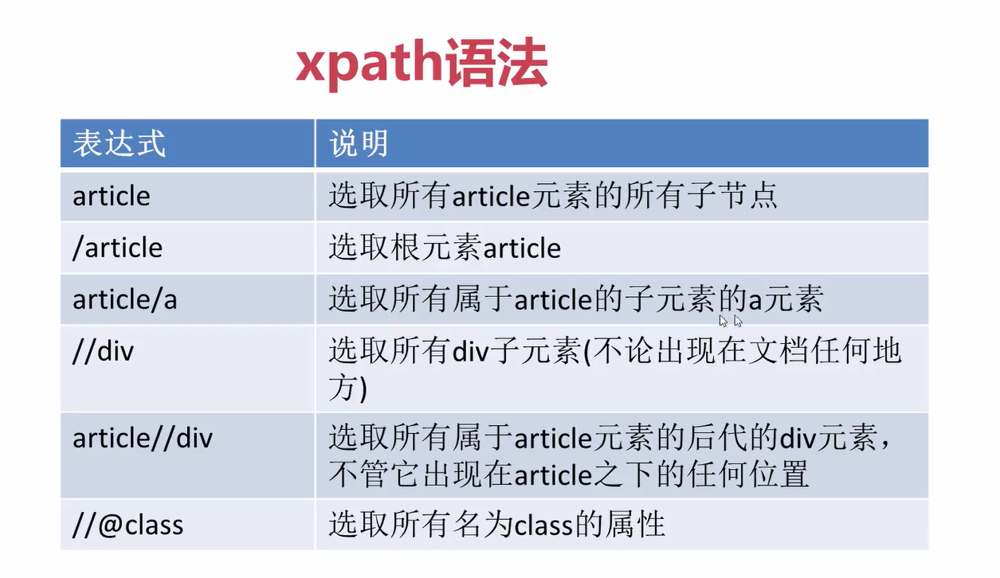 xpath语法
表达式 说明
article 选取所有article元素的所有子节点
/article 选取根元素article
article/a 选取所有属于article的子元素的a元素
//div 选取所有div子元素(不论出现在文档任何地
方)
article//div 选取所有属于article元素的后代的div元素，
不管它出现在article之下的任何位置
//@class 选取所有名为class的属性